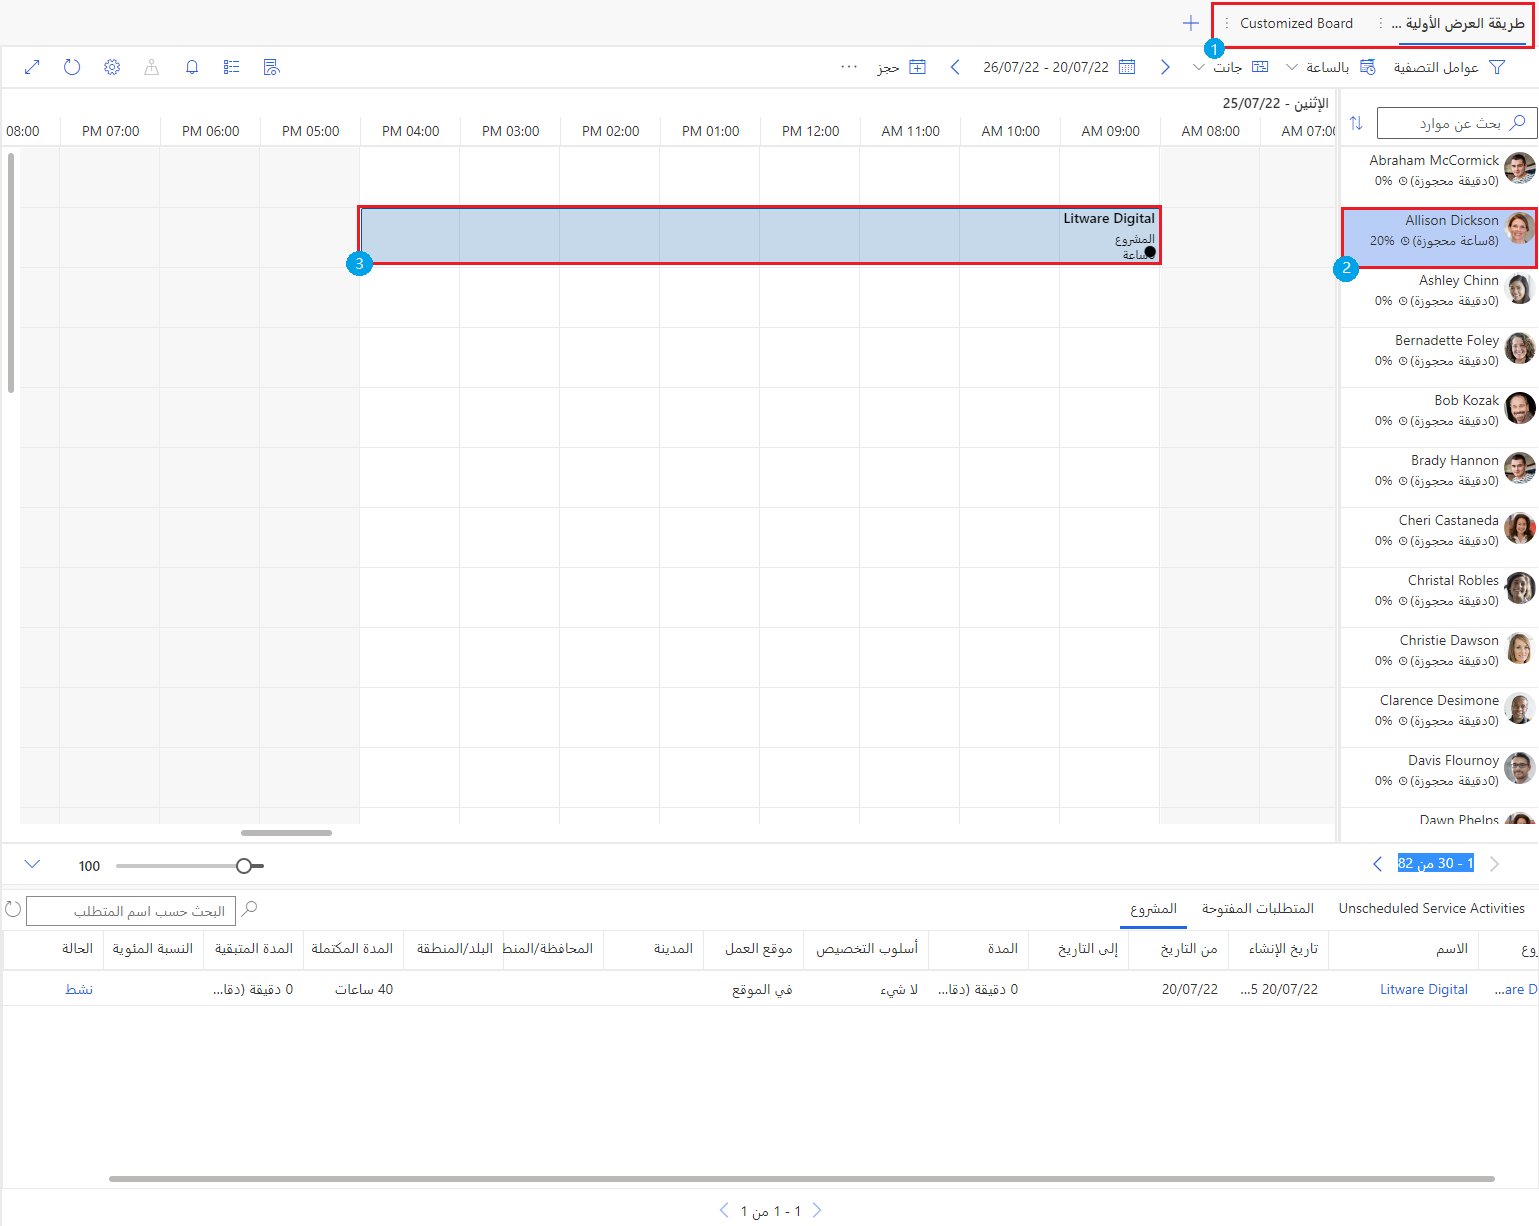 طريقة العرض الأولية ...
Customized Board
1
عوامل التصفية
بالساعة
جانت
20/07/22 - 26/07/22
حجز
...
بحث عن موارد
الإثنين - 25/07/22
AM 08:00
AM 09:00
AM 10:00
AM 11:00
PM 12:00
PM 01:00
PM 02:00
PM 03:00
PM 04:00
PM 05:00
PM 06:00
PM 07:00
08:00
Abraham McCormick
(0دقيقة محجوزة) 0%
Allison Dickson
(8ساعة محجوزة) 20%
2
Ashley Chinn
(0دقيقة محجوزة) 0%
Bernadette Foley
(0دقيقة محجوزة) 0%
Bob Kozak
(0دقيقة محجوزة) 0%
Brady Hannon
(0دقيقة محجوزة) 0%
Cheri Castaneda
(0دقيقة محجوزة) 0%
Christal Robles
(0دقيقة محجوزة) 0%
Christie Dawson
(0دقيقة محجوزة) 0%
Clarence Desimone
(0دقيقة محجوزة) 0%
Davis Flournoy
(0دقيقة محجوزة) 0%
Dawn Phelps
Litware Digital
المشروع
ساعة
3
1 - 30 من 82
100
Unscheduled Service Activities
المتطلبات المفتوحة
المشروع
البحث حسب اسم المتطلب
الاسم
تاريخ الإنشاء
من التاريخ
إلى التاريخ
المدة
أسلوب التخصيص
موقع العمل
المدينة
المحافظة/المنط
البلد/المنطقة
المدة المكتملة
المدة المتبقية
النسبة المئوية
الحالة
...are D
Litware Digital
20/07/22 5...
20/07/22
0 دقيقة (دقا...
لا شيء
في الموقع
40 ساعات
0 دقيقة (دقا...
نشط
1 - 1 من 1